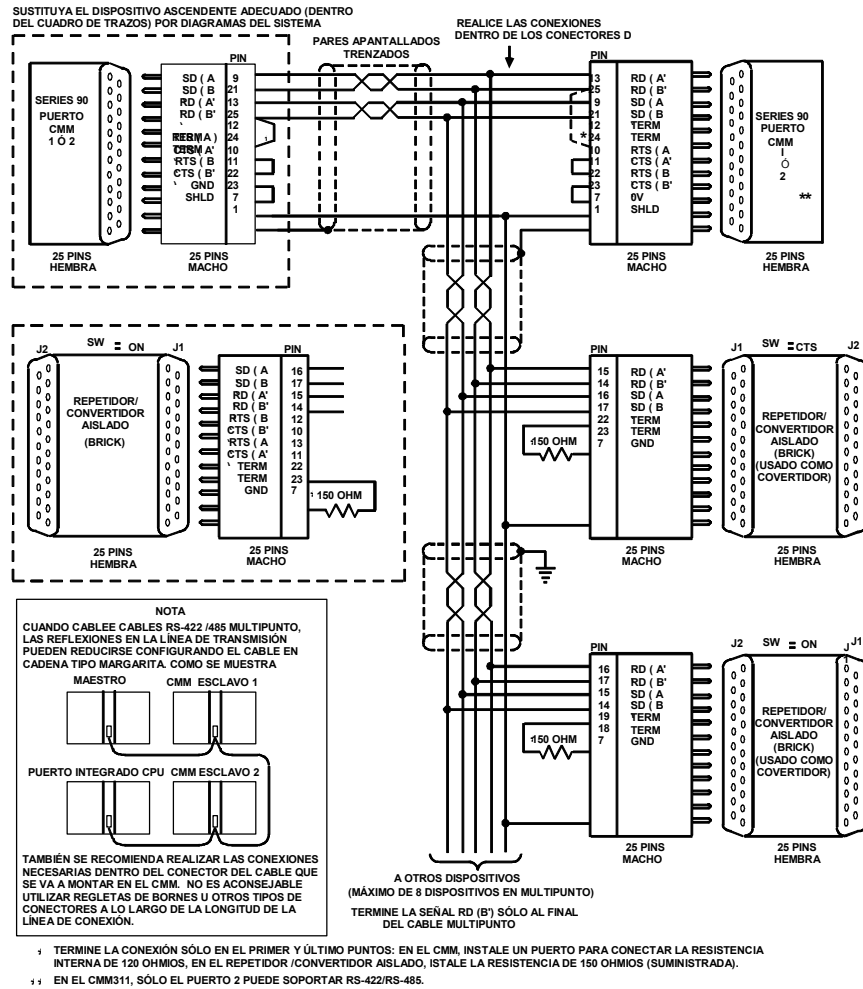 SUSTITUYA EL DISPOSITIVO ASCENDENTE ADECUADO (DENTRO
DEL CUADRO DE TRAZOS) POR DIAGRAMAS DEL SISTEMA
PARES APANTALLADOS
TRENZADOS
REALICE LAS CONEXIONES
DENTRO DE LOS CONECTORES D
SERIES 90
PUERTO
CMM
1 Ó 2
25 PINS
HEMBRA
PIN
SD ( A 9
SD ( B 21
RD ( A' 13
RD ( B' 25
12
24
TERM
CTS ( A' 10
RTS ( B 11
CTS ( B' 22
GND 23
SHLD 7
1
25 PINS
MACHO
PIN
13 RD ( A'
25 RD ( B'
9 SD ( A
21 SD ( B
12 TERM
* 24 TERM
10 RTS ( A
11 CTS ( A'
22 RTS ( B
23 CTS ( B'
7 0V
1 SHLD
25 PINS
MACHO
SERIES 90
PUERTO
CMM
1
Ó
2
**
25 PINS
HEMBRA
J2 SW = ON J1
REPETIDOR/
CONVERTIDOR
AISLADO
(BRICK)
25 PINS
HEMBRA
PIN
SD ( A 16
SD ( B 17
RD ( A' 15
RD ( B' 14
RTS ( B 12
CTS ( B' 10
RTS ( A 13
CTS ( A' 11
TERM 22
TERM 23
GND 7
150 OHM
25 PINS
MACHO
PIN
15 RD ( A'
14 RD ( B'
16 SD ( A
17 SD ( B
22 TERM
23 TERM
7 GND
150 OHM
25 PINS
MACHO
J1 SW = CTS J2
REPETIDOR/
CONVERTIDOR
AISLADO
(BRICK)
(USADO COMO
COVERTIDOR)
25 PINS
HEMBRA
PIN
16 RD ( A'
17 RD ( B'
15 SD ( A
14 SD ( B
19 TERM
18 TERM
7 GND
150 OHM
25 PINS
MACHO
J2 SW = ON J1
REPETIDOR/
CONVERTIDOR
AISLADO
(BRICK)
(USADO COMO
COVERTIDOR)
25 PINS
HEMBRA
NOTA
CUANDO CABLEE CABLES RS-422 /485 MULTIPUNTO,
LAS REFLEXIONES EN LA LÍNEA DE TRANSMISIÓN
PUEDEN REDUCIRSE CONFIGURANDO EL CABLE EN
CADENA TIPO MARGARITA. COMO SE MUESTRA
MAESTRO CMM ESCLAVO 1
PUERTO INTEGRADO CPU CMM ESCLAVO 2
TAMBIÉN SE RECOMIENDA REALIZAR LAS CONEXIONES
NECESARIAS DENTRO DEL CONECTOR DEL CABLE QUE
SE VA A MONTAR EN EL CMM. NO ES ACONSEJABLE
UTILIZAR REGLETAS DE BORNES U OTROS TIPOS DE
CONECTORES A LO LARGO DE LA LONGITUD DE LA
LÍNEA DE CONEXIÓN.
A OTROS DISPOSITIVOS
(MÁXIMO DE 8 DISPOSITIVOS EN MULTIPUNTO)
TERMINE LA SEÑAL RD (B') SÓLO AL FINAL
DEL CABLE MULTIPUNTO
TERMINE LA CONEXIÓN SÓLO EN EL PRIMER Y ÚLTIMO PUNTOS: EN EL CMM, INSTALE UN PUERTO PARA CONECTAR LA RESISTENCIA
INTERNA DE 120 OHMIOS, EN EL REPETIDOR /CONVERTIDOR AISLADO, ISTALE LA RESISTENCIA DE 150 OHMIOS (SUMINISTRADA).
EN EL CMM311, SÓLO EL PUERTO 2 PUEDE SOPORTAR RS-422/RS-485.